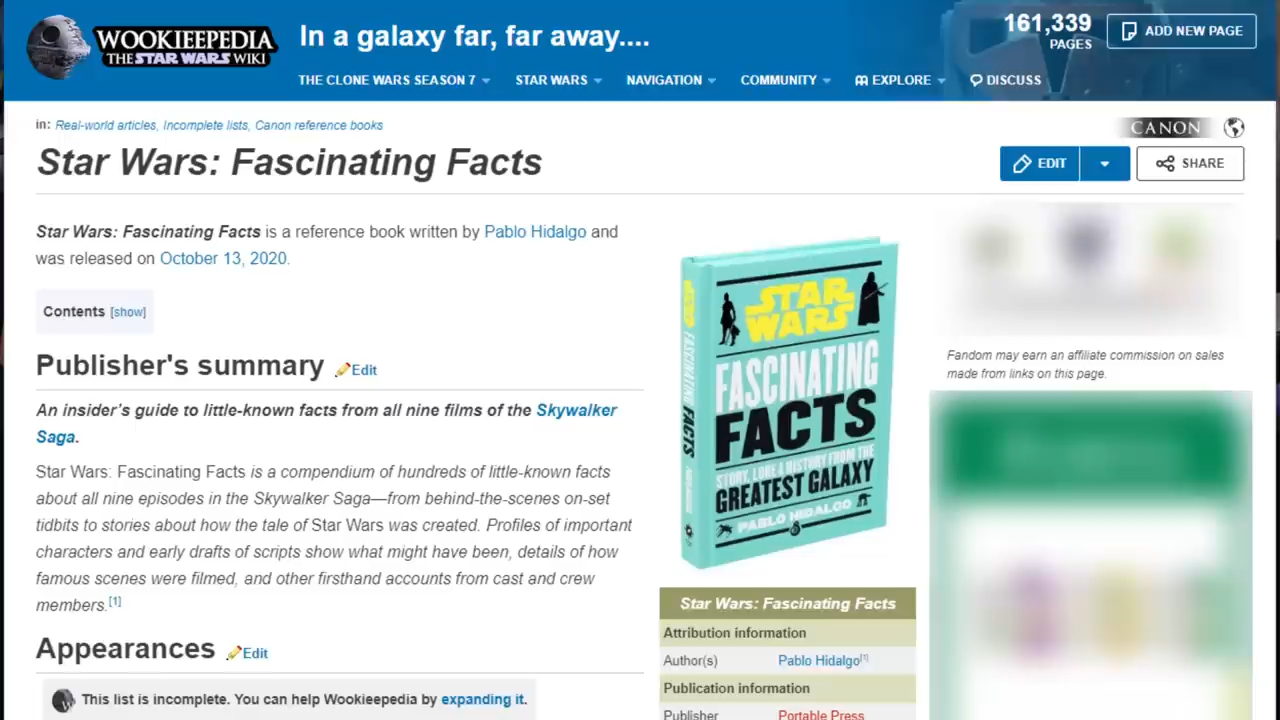 WOOKIEEPEDIA
THE STAR WARS WIKI
In a galaxy far, far away....
161,339
PAGES
ADD NEW PAGE
THE CLONE WARS SEASON 7
STAR WARS
NAVIGATION
COMMUNITY
EXPLORE
DISCUSS
in: Real-world articles, Incomplete lists, Canon reference books
CANON
Star Wars: Fascinating Facts
EDIT
SHARE
Star Wars: Fascinating Facts is a reference book written by Pablo Hidalgo and
was released on October 13, 2020.
Contents [show]
Publisher's summary Edit
An insider's guide to little-known facts from all nine films of the Skywalker
Saga.
Star Wars: Fascinating Facts is a compendium of hundreds of little-known facts
about all nine episodes in the Skywalker Saga—from behind-the-scenes on-set
tidbits to stories about how the tale of Star Wars was created. Profiles of important
characters and early drafts of scripts show what might have been, details of how
famous scenes were filmed, and other firsthand accounts from cast and crew
members.[1]
Appearances Edit
This list is incomplete. You can help Wookieepedia by expanding it.
STAR
WARS
FASCINATING
FACTS
STORY, LORE & HISTORY FROM THE
GREATEST GALAXY
PABLO HIDALGO
STAR WARS
FASCINATING FACTS
Star Wars: Fascinating Facts
Attribution information
Author(s) Pablo Hidalgo[1]
Publication information
Publisher Portable Press
Fandom may earn an affiliate commission on sales
made from links on this page.